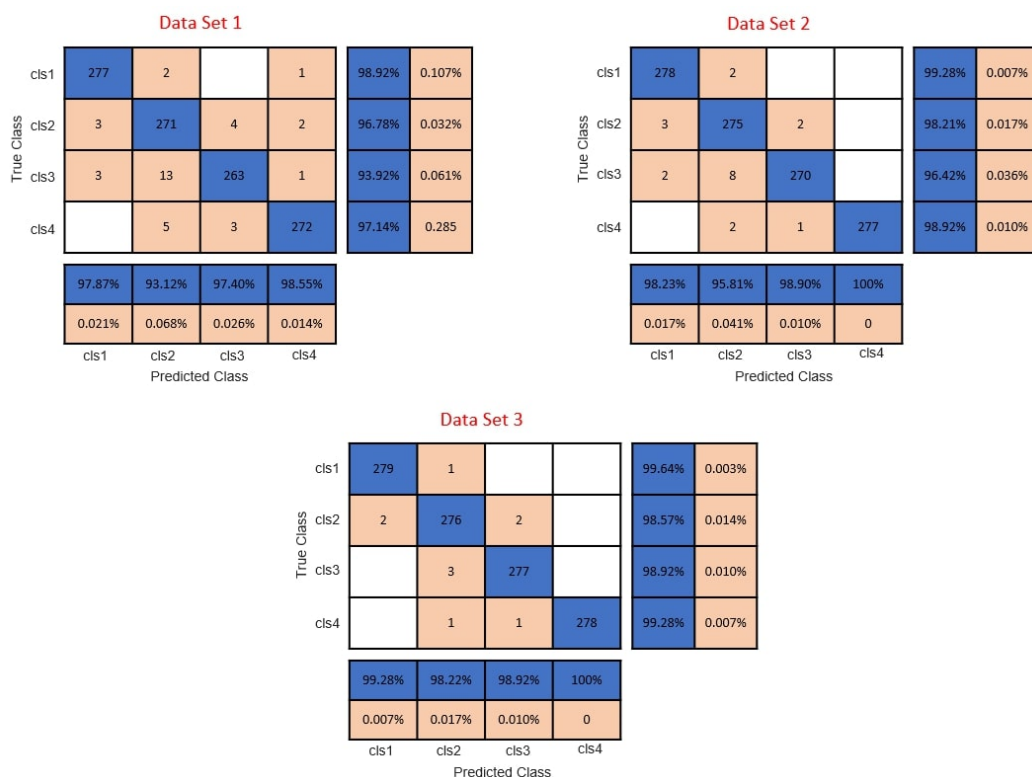 Data Set 1
cls1 277 2 1 98.92% 0.107%
cls2 3 271 4 2 96.78% 0.032%
cls3 3 13 263 1 93.92% 0.061%
cls4 5 3 272 97.14% 0.285
True Class
97.87% 93.12% 97.40% 98.55%
0.021% 0.068% 0.026% 0.014%
cls1 cls2 cls3 cls4
Predicted Class
Data Set 2
cls1 278 2 99.28% 0.007%
cls2 3 275 2 98.21% 0.017%
cls3 2 8 270 96.42% 0.036%
cls4 2 1 277 98.92% 0.010%
True Class
98.23% 95.81% 98.90% 100%
0.017% 0.041% 0.010% 0
cls1 cls2 cls3 cls4
Predicted Class
Data Set 3
cls1 279 1 99.64% 0.003%
cls2 2 276 2 98.57% 0.014%
cls3 3 277 98.92% 0.010%
cls4 1 1 278 99.28% 0.007%
True Class
99.28% 98.22% 98.92% 100%
0.007% 0.017% 0.010% 0
cls1 cls2 cls3 cls4
Predicted Class